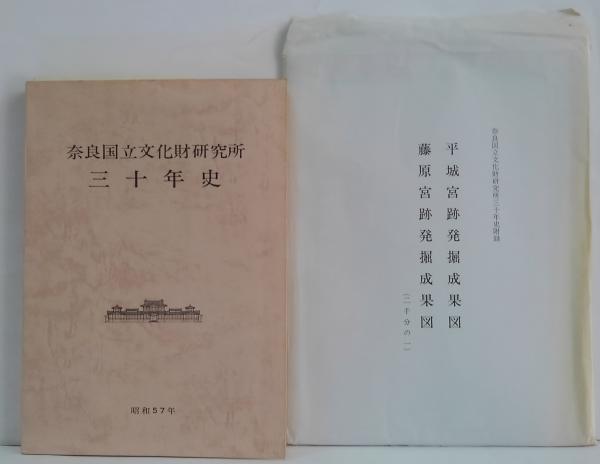 奈良国立文化財研究所
三十年史
昭和57年
奈良国立文化財研究所三十年史附録
平城宮跡発掘成果図
藤原宮跡発掘成果図
(二千分の一)